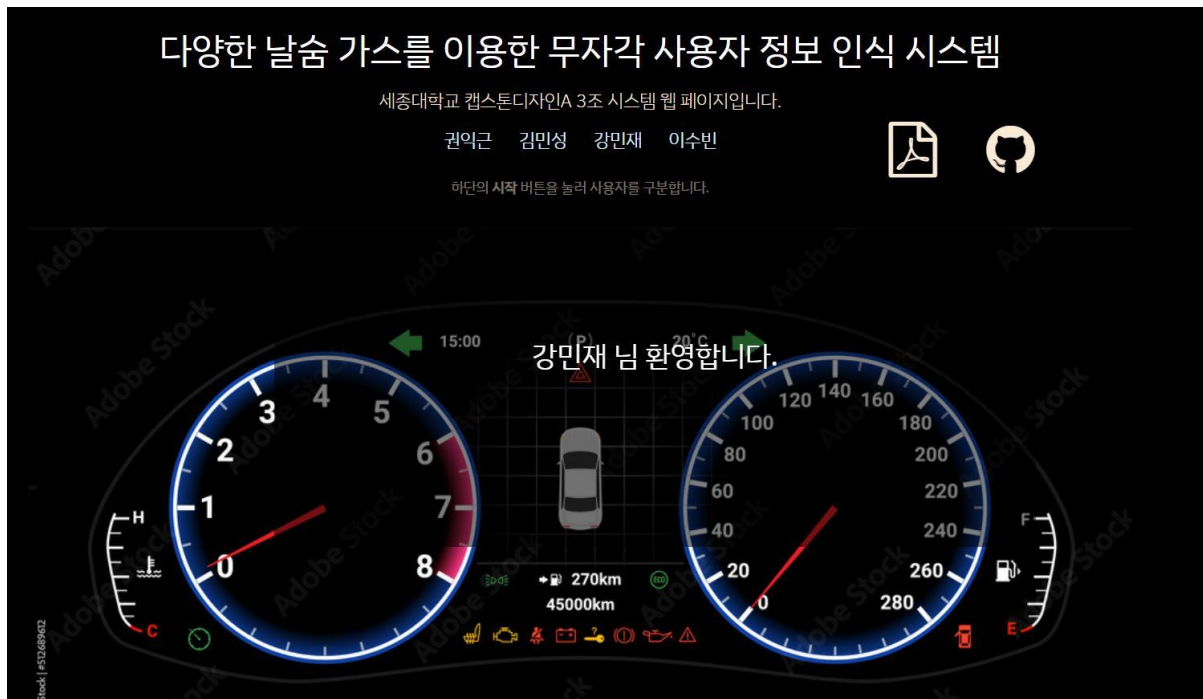 다양한 날숨 가스를 이용한 무자각 사용자 정보 인식 시스템
세종대학교 캡스톤디자인A 3조 시스템 웹 페이지입니다.
권익근 김민성 강민재 이수빈
하단의 시작 버튼을 눌러 사용자를 구분합니다.
15:00 (P) 20°C
강민재 님 환영합니다.
0 1 2 3 4 5 6 7 8
0 20 40 60 80 100 120 140 160 180 200 220 240 260 280
H
C
F
E
270km
ECO
45000km
Adobe Stock
Stock | #512689612